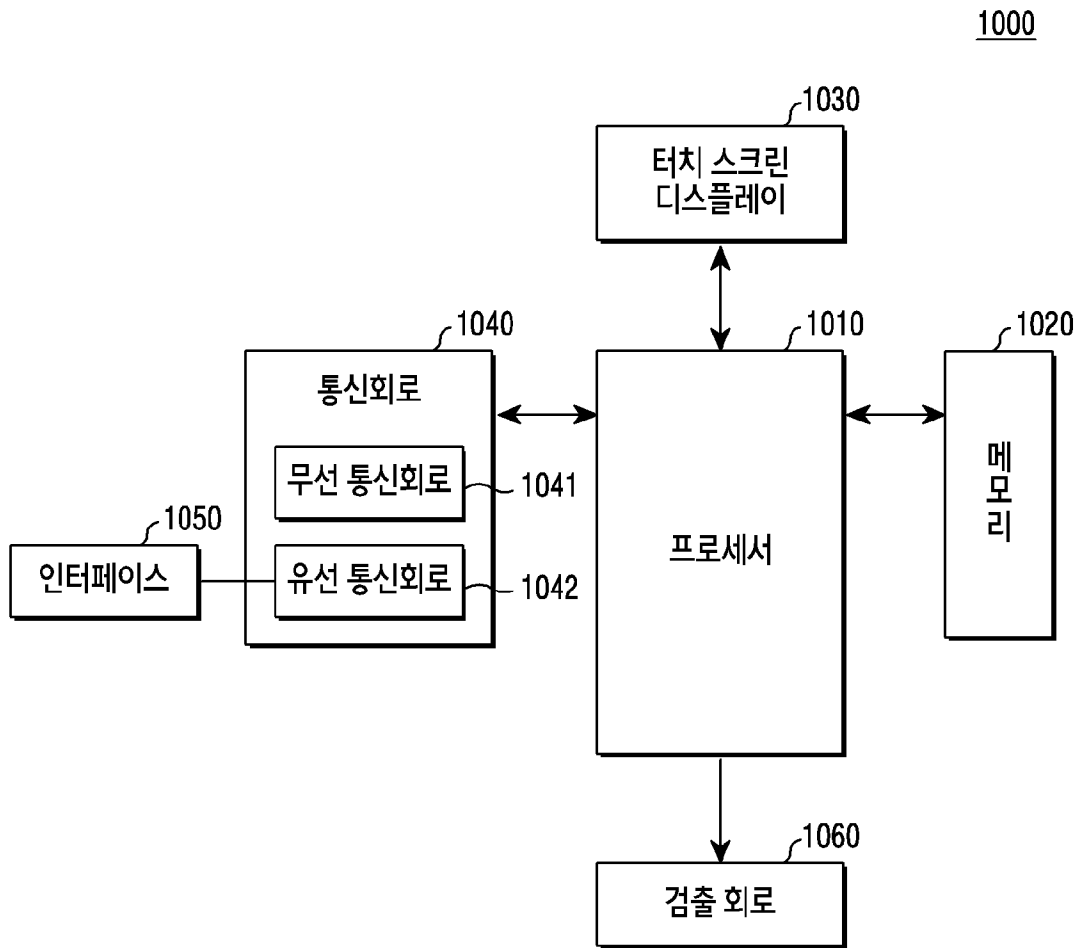 1000
1030
터치 스크린
디스플레이
1040
1010
1020
통신회로
무선 통신회로
1041
메모리
프로세서
1050
인터페이스
유선 통신회로
1042
1060
검출 회로